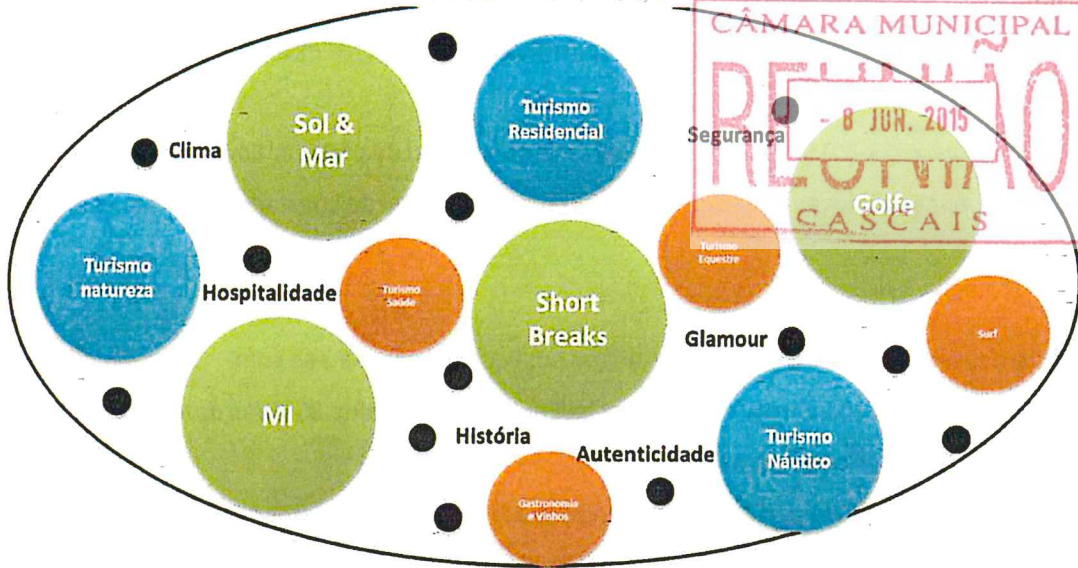 CÂMARA MUNICIPAL
REUNIÃO
- 8 JUN. 2015
REUNIÃO
CASCAIS
Sol &
Mar
Turismo
Residencial
Segurança
Clima
Golfe
Turismo
natureza
Hospitalidade
Turismo
Saúde
Short
Breaks
Turismo
Equestre
Glamour
Surf
MI
História
Autenticidade
Turismo
Náutico
Gastronomia
e Vinhos